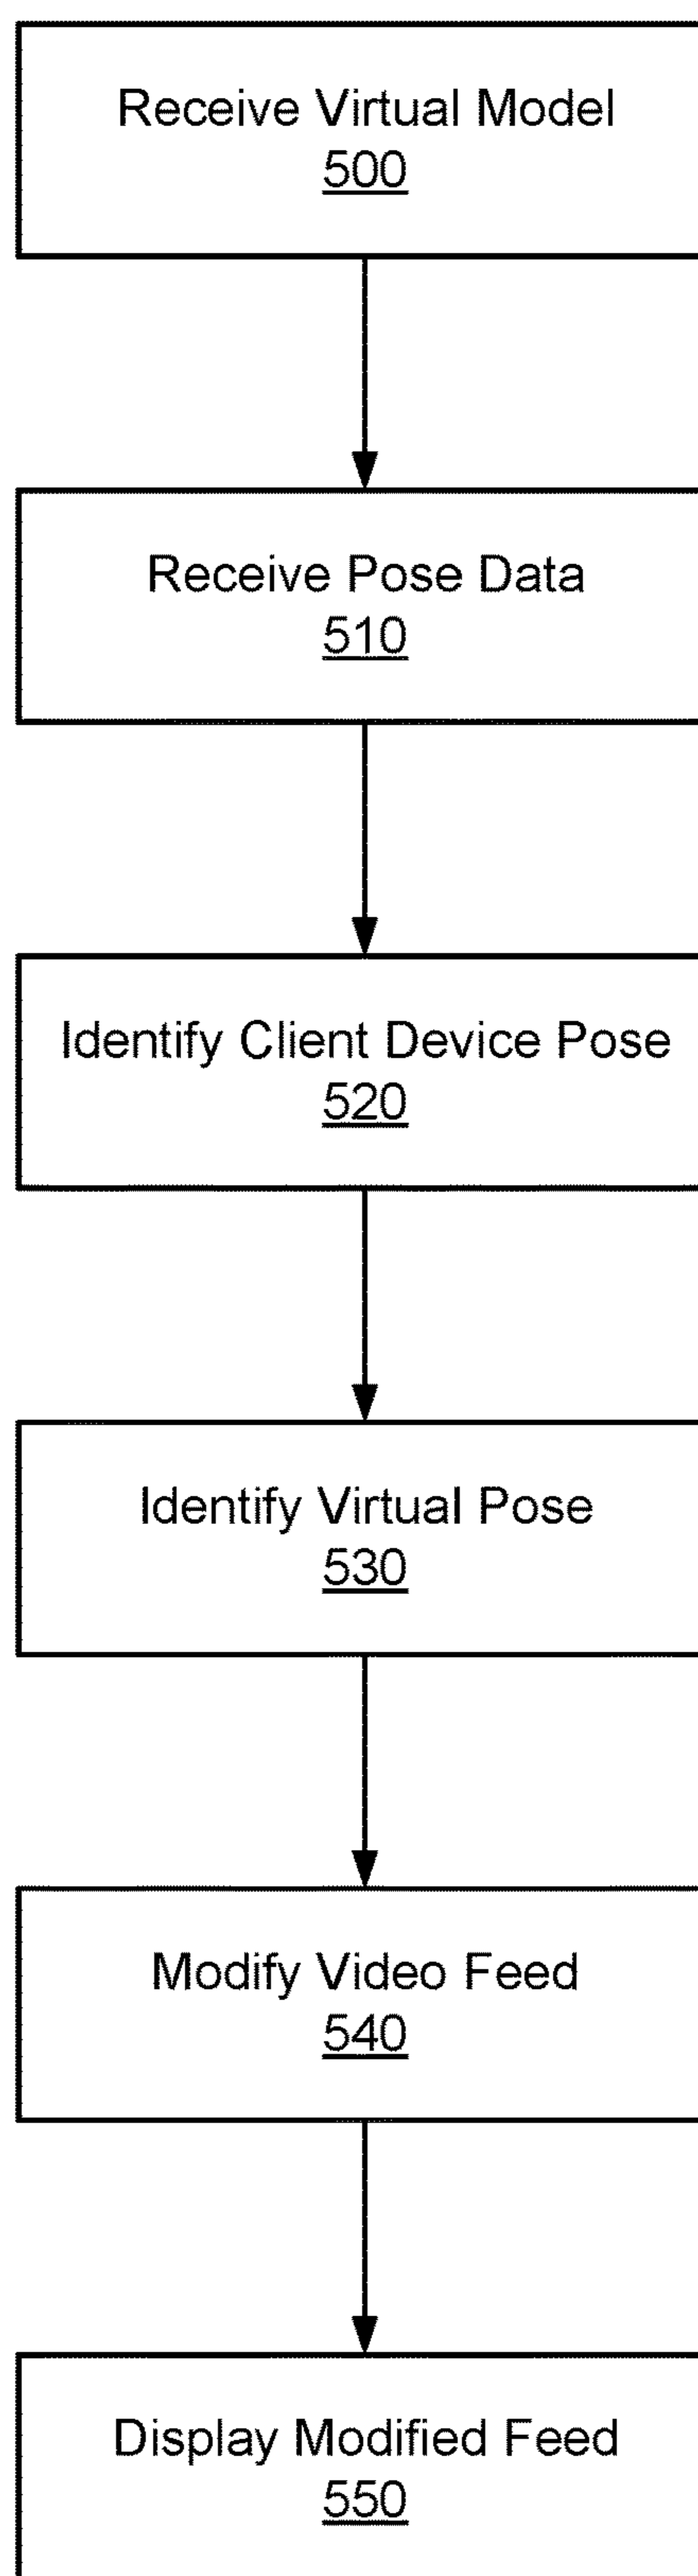 Receive Virtual Model
500
Receive Pose Data
510
Identify Client Device Pose
520
Identify Virtual Pose
530
Modify Video Feed
540
Display Modified Feed
550